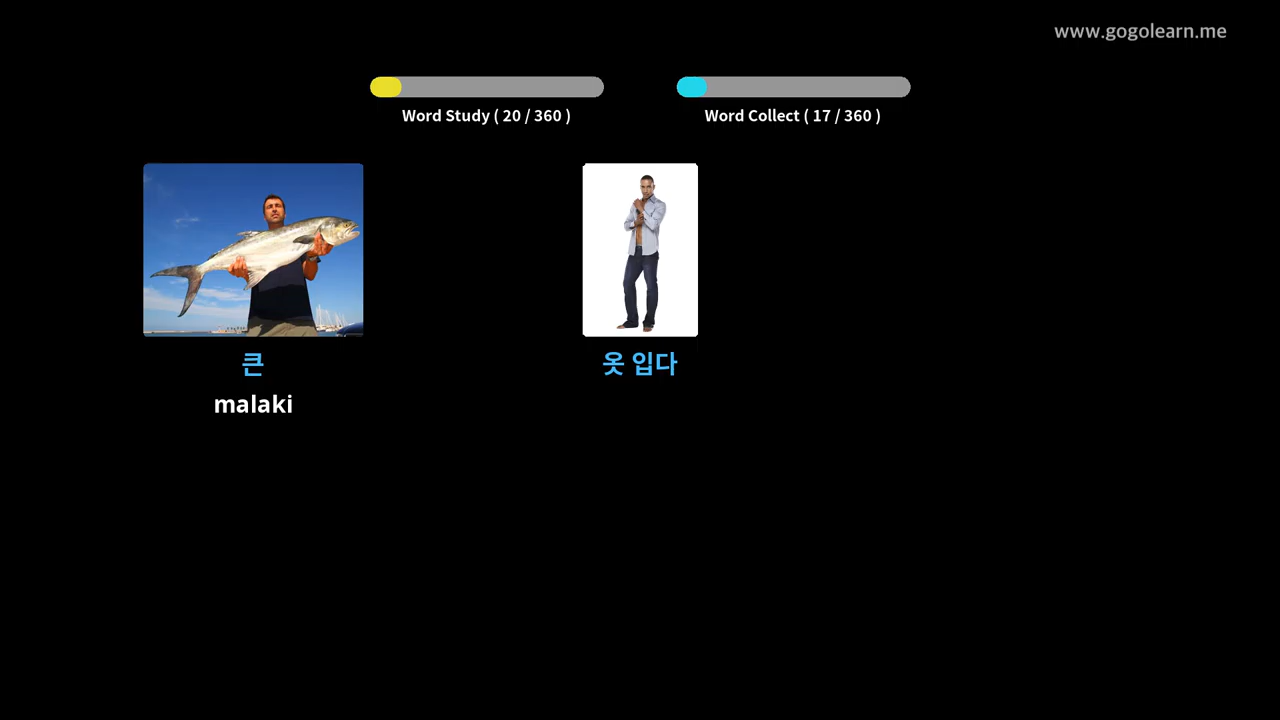 www.gogolearn.me
Word Study ( 20 / 360 )
Word Collect ( 17 / 360 )
큰
malaki
옷 입다